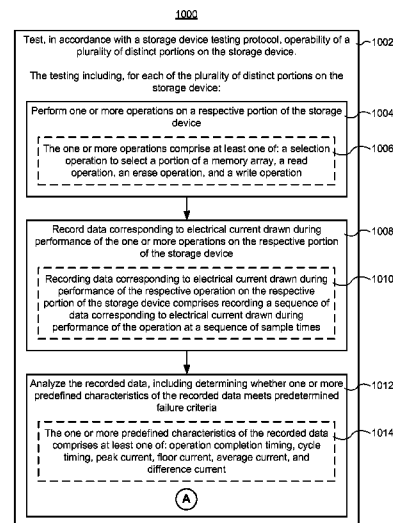 1000
Test, in accordance with a storage device testing protocol, operability of a
plurality of distinct portions on the storage device.
1002
The testing including, for each of the plurality of distinct portions on the
storage device:
Perform one or more operations on a respective portion of the storage
device
1004
The one or more operations comprise at least one of: a selection
operation to select a portion of a memory array, a read
operation, an erase operation, and a write operation
1006
Record data corresponding to electrical current drawn during
performance of the one or more operations on the respective portion
of the storage device
1008
Recording data corresponding to electrical current drawn during
performance of the respective operation on the respective
portion of the storage device comprises recording a sequence of
data corresponding to electrical current drawn during
performance of the operation at a sequence of sample times
1010
Analyze the recorded data, including determining whether one or more
predefined characteristics of the recorded data meets predetermined
failure criteria
1012
The one or more predefined characteristics of the recorded data
comprises at least one of: operation completion timing, cycle
timing, peak current, floor current, average current, and
difference current
1014
A